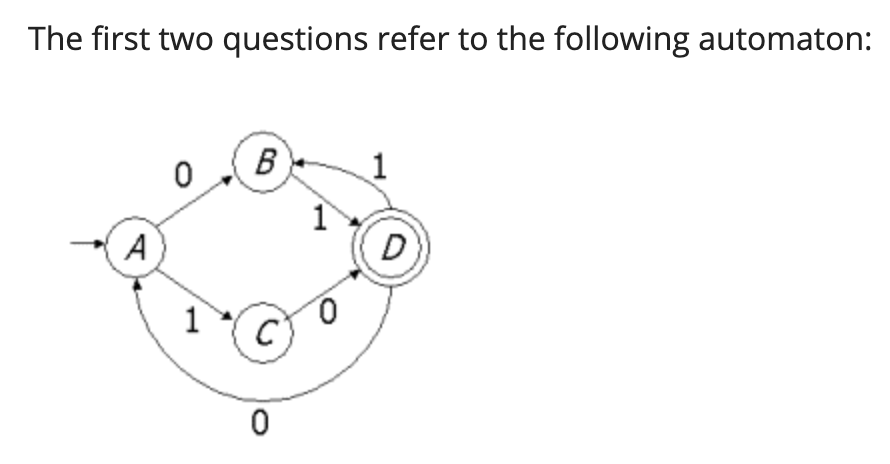 The first two questions refer to the following automaton:
0
B
1
1
A
D
1
C
0
0